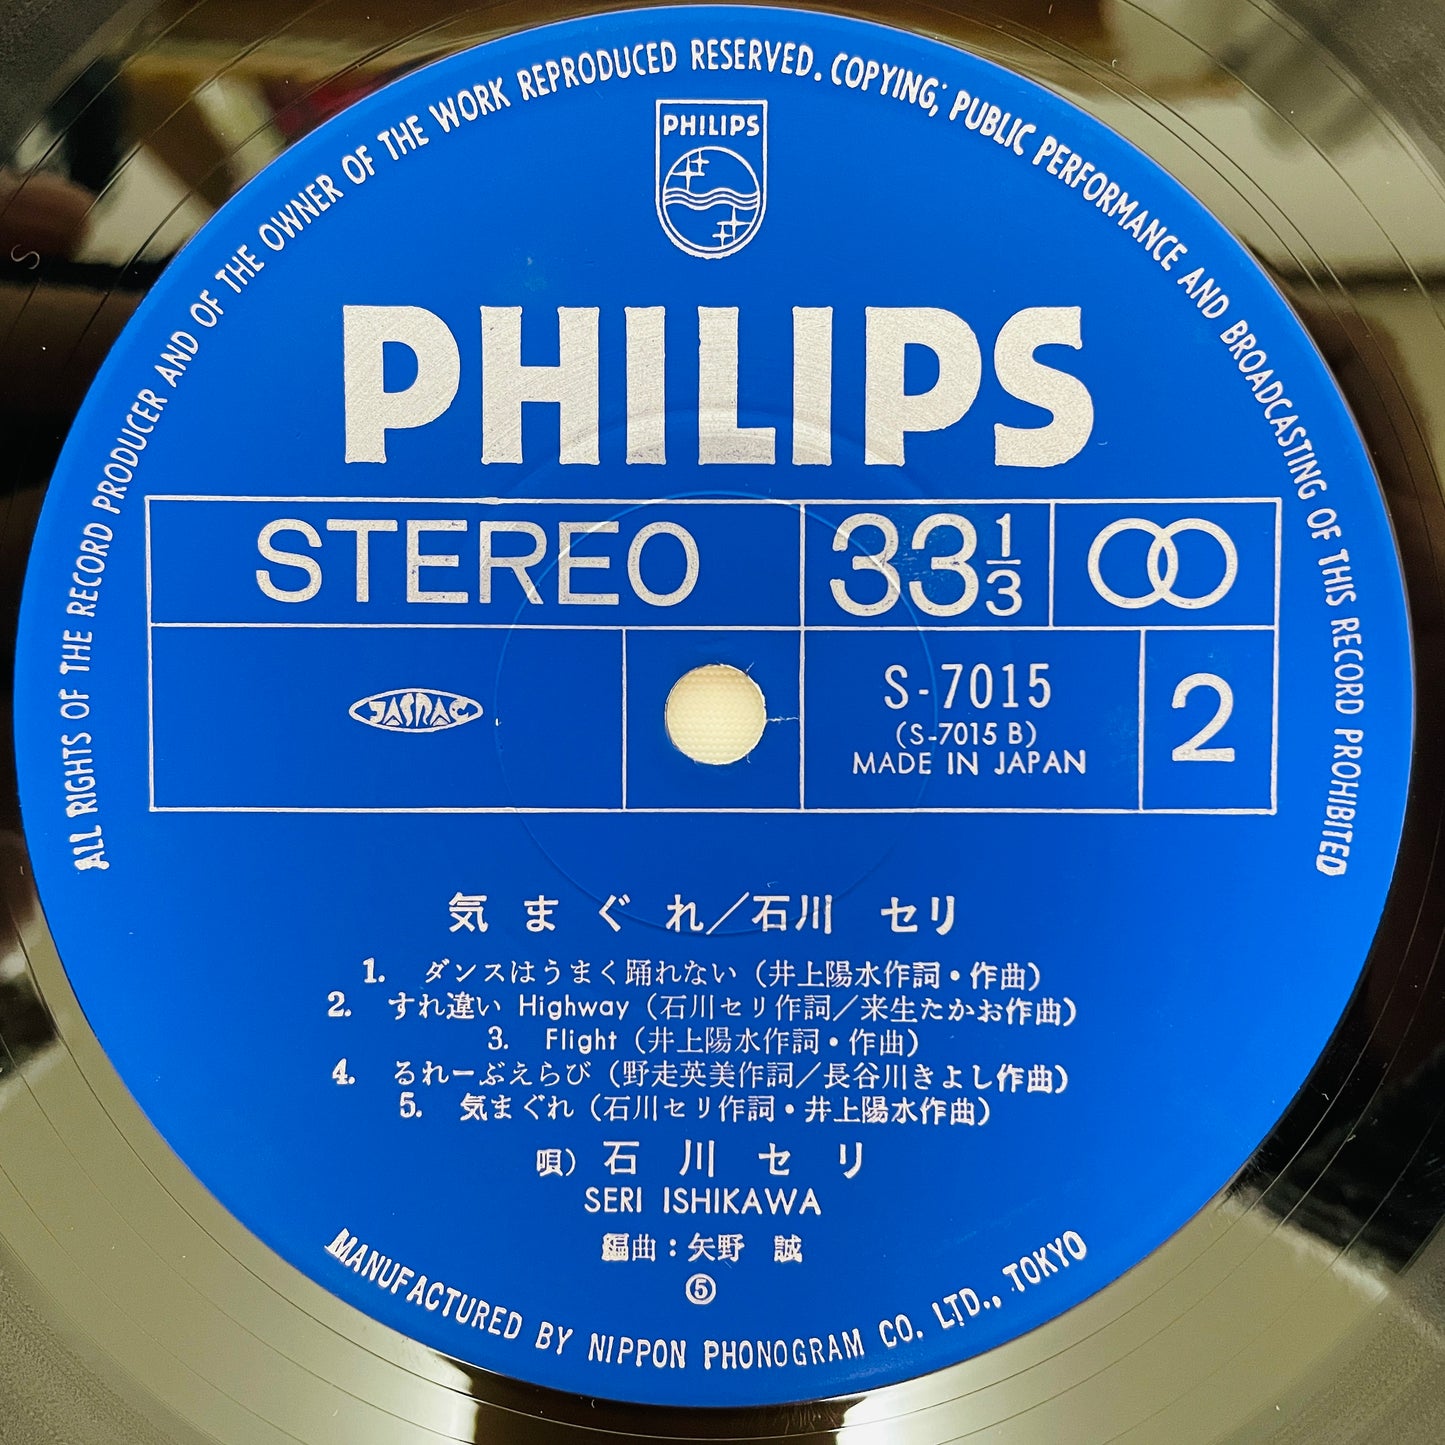 ALL RIGHTS OF THE RECORD PRODUCER AND OF THE OWNER OF THE WORK REPRODUCED RESERVED. COPYING, PUBLIC PERFORMANCE AND BROADCASTING OF THIS RECORD PROHIBITED
PHILIPS
PHILIPS
STEREO 33 1/3
JASRAC
S-7015
(S-7015 B)
MADE IN JAPAN
2
気まぐれ/石川 セリ
1. ダンスはうまく踊れない (井上陽水作詞・作曲)
2. すれ違い Highway (石川セリ作詞/来生たかお作曲)
3. Flight (井上陽水作詞・作曲)
4. るれーぶえらび (野走英美作詞/長谷川きよし作曲)
5. 気まぐれ (石川セリ作詞・井上陽水作曲)
唄) 石川セリ
SERI ISHIKAWA
編曲:矢野 誠
⑤
MANUFACTURED BY NIPPON PHONOGRAM CO. LTD., TOKYO